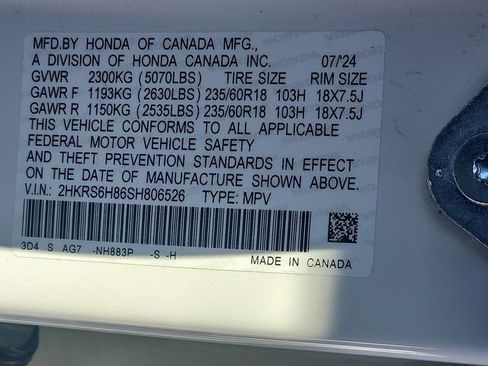 MFD.BY HONDA OF CANADA MFG.,
A DIVISION OF HONDA CANADA INC. 07/'24
GVWR 2300KG (5070LBS) TIRE SIZE RIM SIZE
GAWR F 1193KG (2630LBS) 235/60R18 103H 18X7.5J
GAWR R 1150KG (2535LBS) 235/60R18 103H 18X7.5J
THIS VEHICLE CONFORMS TO ALL APPLICABLE
FEDERAL MOTOR VEHICLE SAFETY
AND THEFT PREVENTION STANDARDS IN EFFECT
ON THE DATE OF MANUFACTURE SHOWN ABOVE.
V.I.N.: 2HKRS6H86SH806526 TYPE: MPV
3D4 S AG7 -NH883P -S -H
MADE IN CANADA